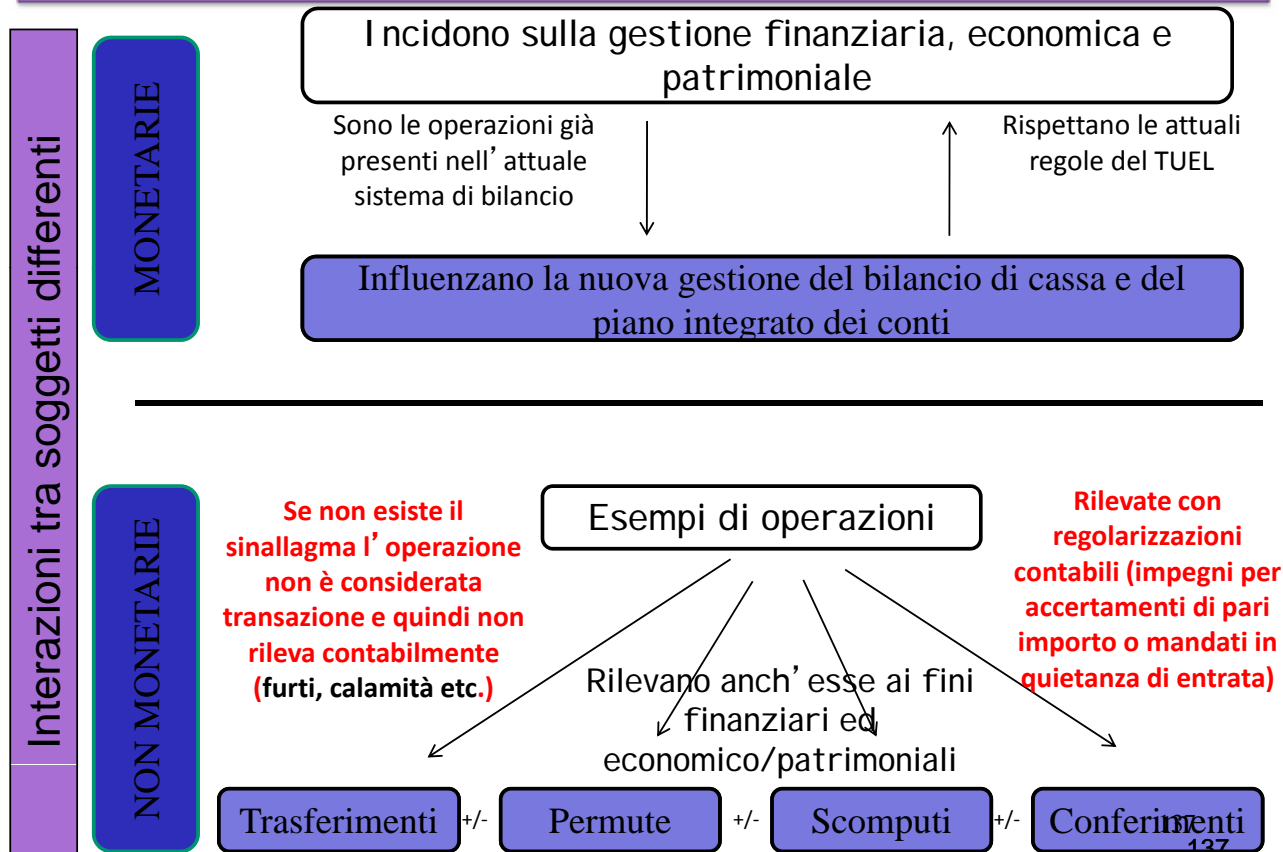 Interazioni tra soggetti differenti
MONETARIE
Incidono sulla gestione finanziaria, economica e
patrimoniale
Sono le operazioni già
presenti nell’attuale
sistema di bilancio
Rispettano le attuali
regole del TUEL
Influenzano la nuova gestione del bilancio di cassa e del
piano integrato dei conti
NON MONETARIE
Se non esiste il
sinallagma l’operazione
non è considerata
transazione e quindi non
rileva contabilmente
(furti, calamità etc.)
Esempi di operazioni
Rilevate con
regolarizzazioni
contabili (impegni per
accertamenti di pari
importo o mandati in
quietanza di entrata)
Rilevano anch’esse ai fini
finanziari ed
economico/patrimoniali
Trasferimenti +/- Permute +/- Scomputi +/- Conferimenti
137
137